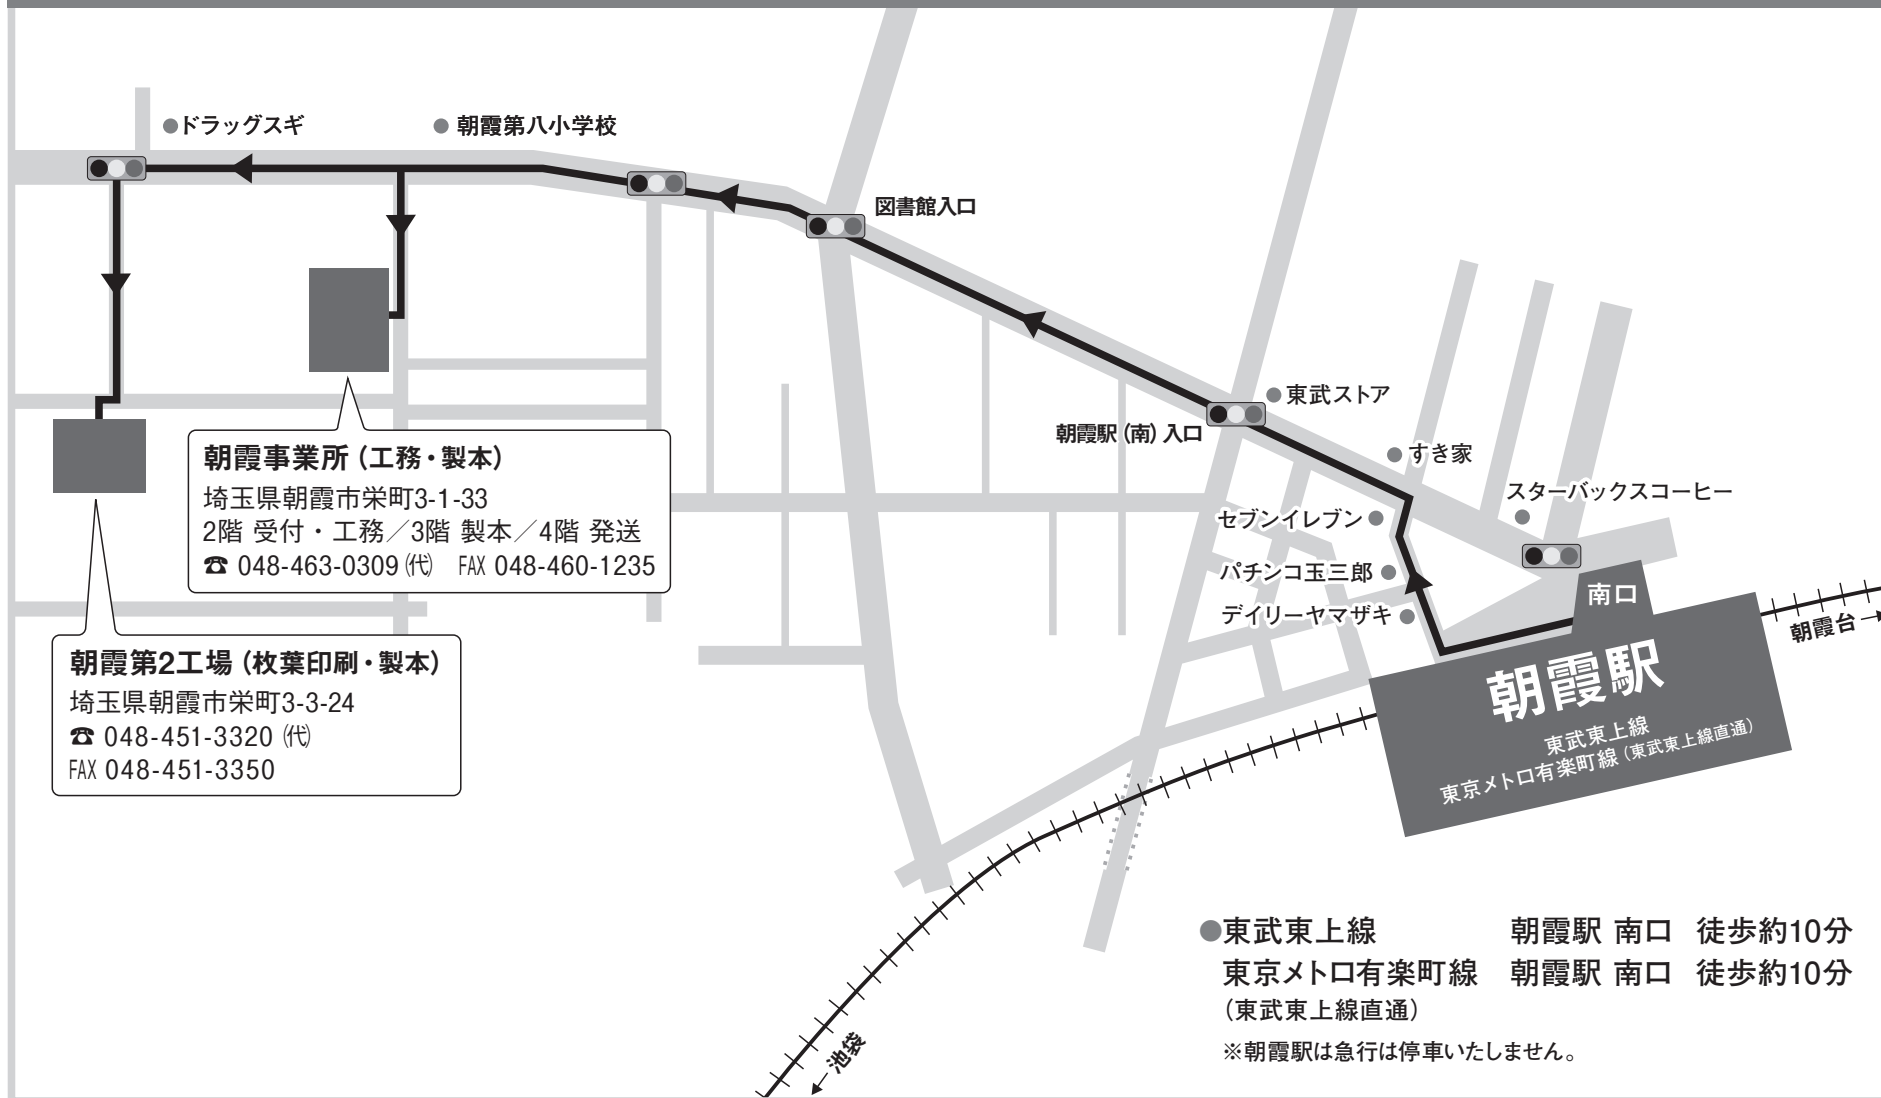 ドラッグスギ
朝霞第八小学校
図書館入口
東武ストア
朝霞駅（南）入口
すき家
スターバックスコーヒー
セブンイレブン
パチンコ玉三郎
デイリーヤマザキ
南口
朝霞台→
朝霞駅
東武東上線
東京メトロ有楽町線（東武東上線直通）
朝霞事業所（工務・製本）
埼玉県朝霞市栄町3-1-33
2階 受付・工務／3階 製本／4階 発送
☎ 048-463-0309 ㈹ FAX 048-460-1235
朝霞第2工場（枚葉印刷・製本）
埼玉県朝霞市栄町3-3-24
☎ 048-451-3320 ㈹
FAX 048-451-3350
←池袋
●東武東上線 朝霞駅 南口 徒歩約10分
東京メトロ有楽町線 朝霞駅 南口 徒歩約10分
（東武東上線直通）
※朝霞駅は急行は停車いたしません。